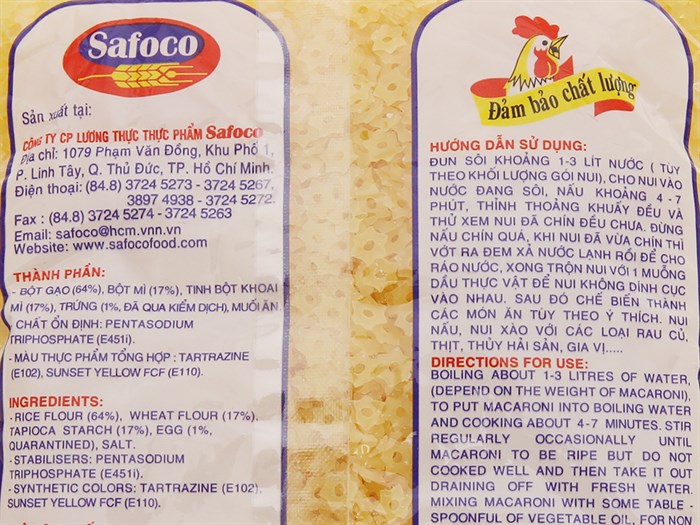 Safoco
Sản xuất tại:
CÔNG TY CP LƯƠNG THỰC THỰC PHẨM Safoco
Địa chỉ: 1079 Phạm Văn Đồng, Khu Phố 1,
P. Linh Tây, Q. Thủ Đức, TP. Hồ Chí Minh.
Điện thoại: (84.8) 3724 5273 - 3724 5267,
3897 4938 - 3724 5272.
Fax : (84.8) 3724 5274 - 3724 5263
Email: safoco@hcm.vnn.vn
Website: www.safocofood.com
THÀNH PHẦN:
- BỘT GẠO (64%), BỘT MÌ (17%), TINH BỘT KHOAI
MÌ (17%), TRỨNG (1%, ĐÃ QUA KIỂM DỊCH), MUỐI ĂN.
CHẤT ỔN ĐỊNH: PENTASODIUM
TRIPHOSPHATE (E451i).
- MÀU THỰC PHẨM TỔNG HỢP : TARTRAZINE
(E102), SUNSET YELLOW FCF (E110).
INGREDIENTS:
- RICE FLOUR (64%), WHEAT FLOUR (17%),
TAPIOCA STARCH (17%), EGG (1%,
QUARANTINED), SALT.
- STABILISERS: PENTASODIUM
TRIPHOSPHATE (E451i).
- SYNTHETIC COLORS: TARTRAZINE (E102),
SUNSET YELLOW FCF (E110).
Đảm bảo chất lượng
HƯỚNG DẪN SỬ DỤNG:
ĐUN SÔI KHOẢNG 1-3 LÍT NƯỚC ( TÙY
THEO KHỐI LƯỢNG GÓI NUI), CHO NUI VÀO
NƯỚC ĐANG SÔI, NẤU KHOẢNG 4 - 7
PHÚT, THỈNH THOẢNG KHUẤY ĐỀU VÀ
THỬ XEM NUI ĐÃ CHÍN ĐỀU CHƯA. ĐỪNG
NẤU CHÍN QUÁ, KHI NUI ĐÃ VỪA CHÍN THÌ
VỚT RA ĐEM XẢ NƯỚC LẠNH RỒI ĐỂ CHO
RÁO NƯỚC, XONG TRỘN NUI VỚI 1 MUỖNG
DẦU THỰC VẬT ĐỂ NUI KHÔNG DÍNH CỤC
VÀO NHAU. SAU ĐÓ CHẾ BIẾN THÀNH
CÁC MÓN ĂN TÙY THEO Ý THÍCH. NUI
NẤU, NUI XÀO VỚI CÁC LOẠI RAU CỦ,
THỊT, THỦY HẢI SẢN, GIA VỊ.....
DIRECTIONS FOR USE:
BOILING ABOUT 1-3 LITRES OF WATER,
(DEPEND ON THE WEIGHT OF MACARONI).
TO PUT MACARONI INTO BOILING WATER
AND COOKING ABOUT 4-7 MINUTES. STIR
REGULARLY OCCASIONALLY UNTIL
MACARONI TO BE RIPE BUT DO NOT
COOKED WELL AND THEN TAKE IT OUT
DRAINING OFF WITH FRESH WATER.
MIXING MACARONI WITH SOME TABLE
SPOONFUL OF VEGETABLE OIL, FOR NON